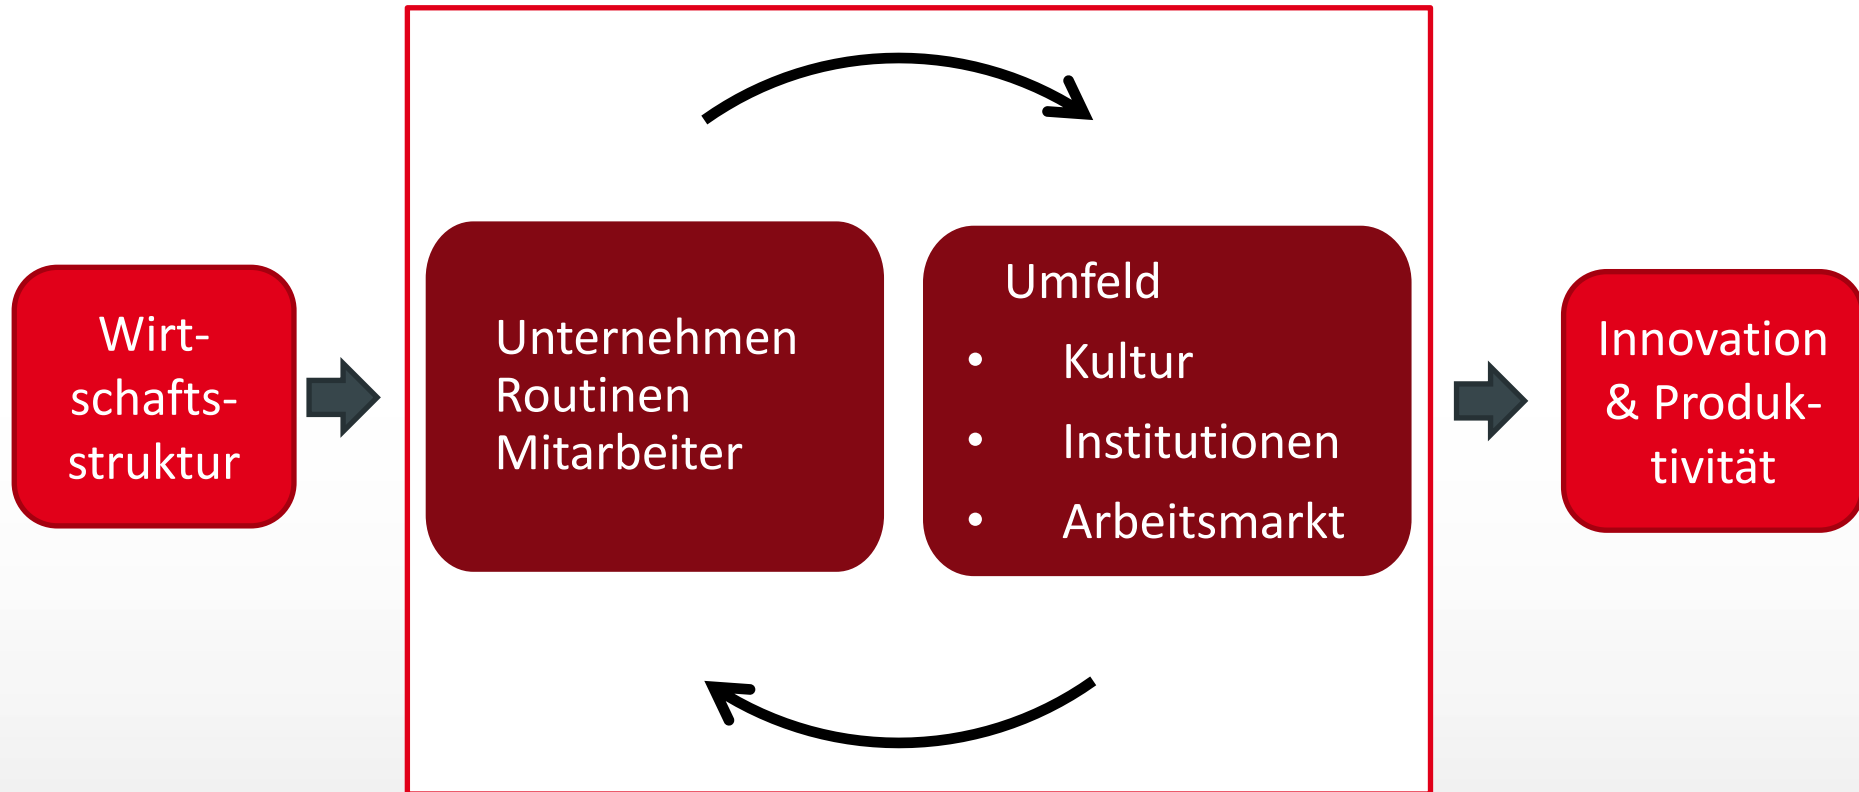 Wirt-
schafts-
struktur
Unternehmen
Routinen
Mitarbeiter
Umfeld
• Kultur
• Institutionen
• Arbeitsmarkt
Innovation
& Produk-
tivität